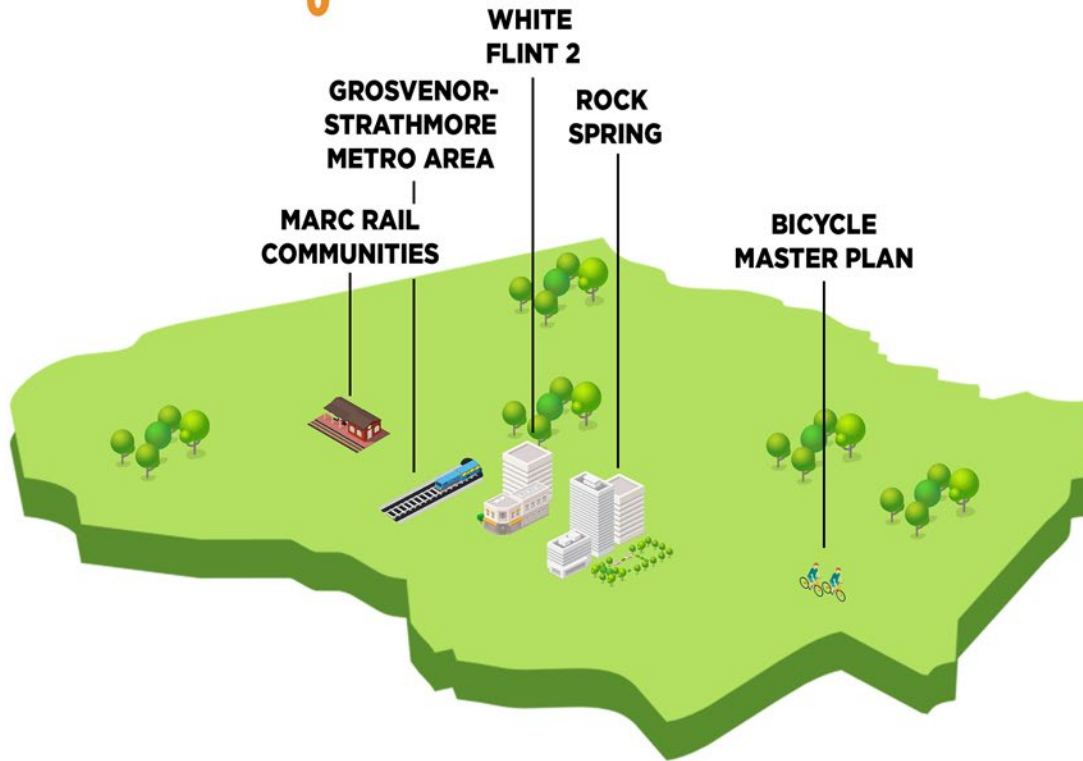 WHITE
FLINT 2
GROSVENOR-
STRATHMORE
METRO AREA
ROCK
SPRING
MARC RAIL
COMMUNITIES
BICYCLE
MASTER PLAN